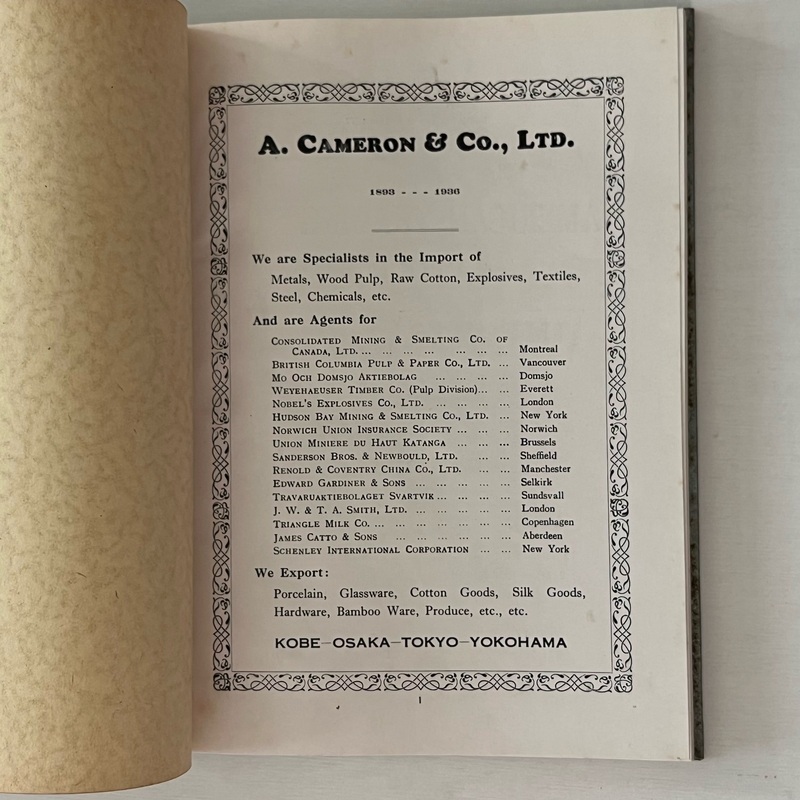 A. CAMERON & CO., LTD.
1893 - - - 1936
We are Specialists in the Import of
Metals, Wood Pulp, Raw Cotton, Explosives, Textiles,
Steel, Chemicals, etc.
And are Agents for
CONSOLIDATED MINING & SMELTING CO. OF
CANADA, LTD. ... ... ... ... ... ... ... Montreal
BRITISH COLUMBIA PULP & PAPER CO., LTD. ... Vancouver
MO OCH DOMSJO AKTIEBOLAG ... ... ... ... Domsjo
WEYEHAEUSER TIMBER CO. (Pulp Division)... ... Everett
NOBEL'S EXPLOSIVES CO., LTD. ... ... ... ... London
HUDSON BAY MINING & SMELTING CO., LTD. ... New York
NORWICH UNION INSURANCE SOCIETY ... ... ... Norwich
UNION MINIERE DU HAUT KATANGA ... ... ... Brussels
SANDERSON BROS. & NEWBOULD, LTD. ... ... Sheffield
RENOLD & COVENTRY CHINA CO., LTD. ... ... Manchester
EDWARD GARDINER & SONS ... ... ... ... ... Selkirk
TRAVARUAKTIEBOLAGET SVARTVIK ... ... ... ... Sundsvall
J. W. & T. A. SMITH, LTD. ... ... ... ... ... London
TRIANGLE MILK CO. ... ... ... ... ... ... ... Copenhagen
JAMES CATTO & SONS ... ... ... ... ... ... Aberdeen
SCHENLEY INTERNATIONAL CORPORATION ... ... New York
We Export:
Porcelain, Glassware, Cotton Goods, Silk Goods,
Hardware, Bamboo Ware, Produce, etc., etc.
KOBE—OSAKA—TOKYO—YOKOHAMA
1